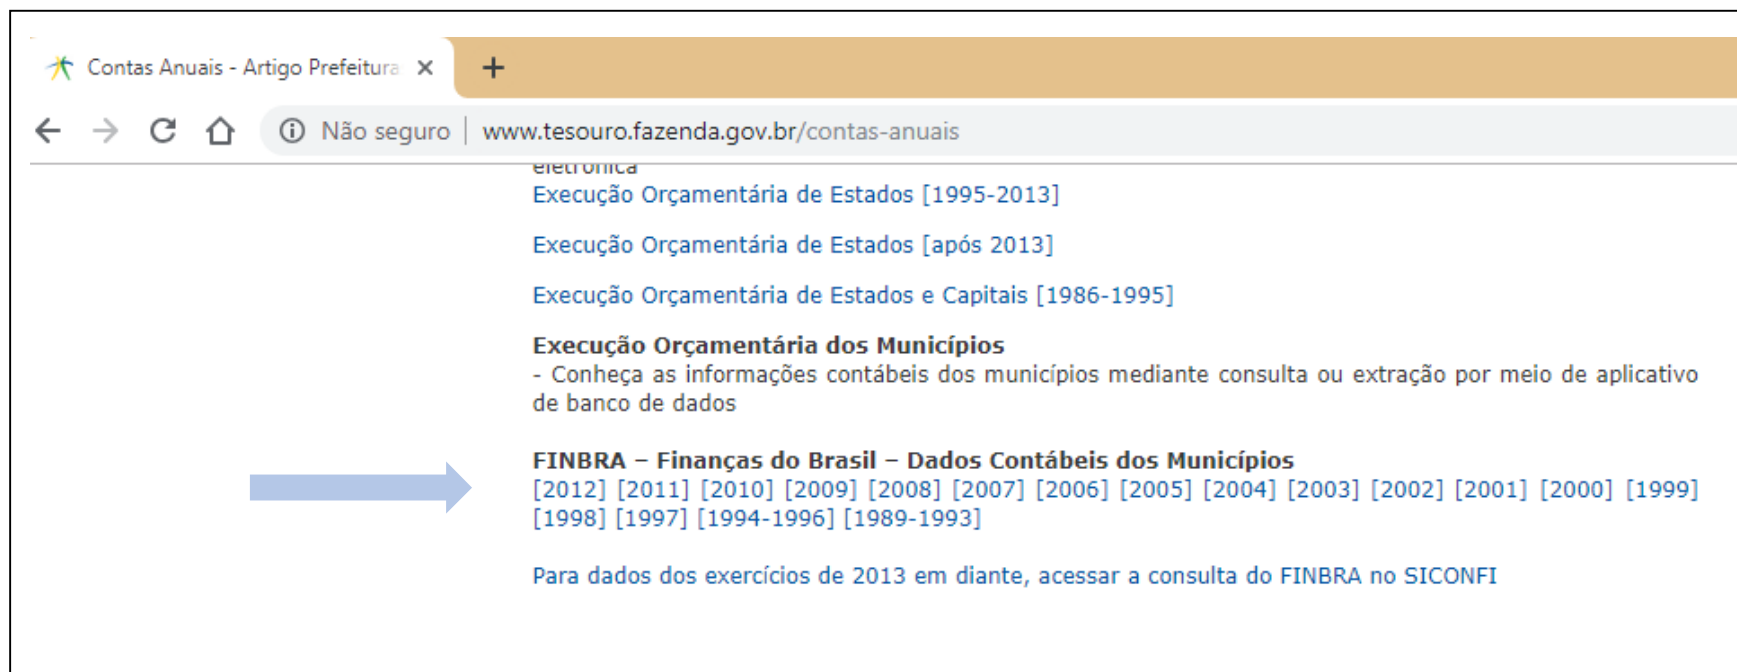 Contas Anuais - Artigo Prefeitura
Não seguro | www.tesouro.fazenda.gov.br/contas-anuais
eletrônica
Execução Orçamentária de Estados [1995-2013]
Execução Orçamentária de Estados [após 2013]
Execução Orçamentária de Estados e Capitais [1986-1995]
Execução Orçamentária dos Municípios
- Conheça as informações contábeis dos municípios mediante consulta ou extração por meio de aplicativo
de banco de dados
FINBRA – Finanças do Brasil – Dados Contábeis dos Municípios
[2012] [2011] [2010] [2009] [2008] [2007] [2006] [2005] [2004] [2003] [2002] [2001] [2000] [1999]
[1998] [1997] [1994-1996] [1989-1993]
Para dados dos exercícios de 2013 em diante, acessar a consulta do FINBRA no SICONFI